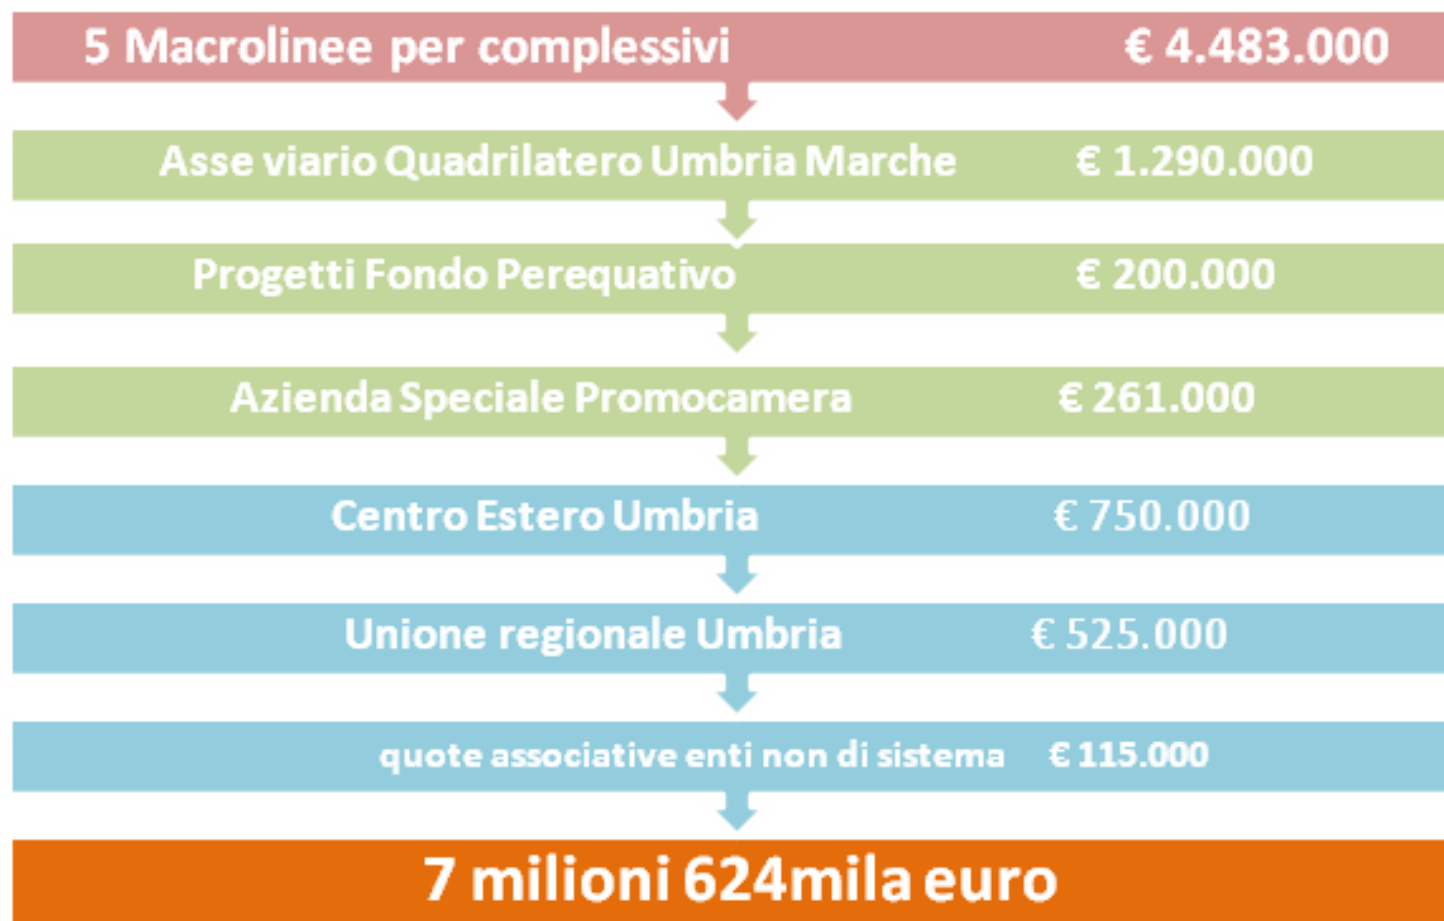 5 Macrolinee per complessivi € 4.483.000
Asse viario Quadrilatero Umbria Marche € 1.290.000
Progetti Fondo Perequativo € 200.000
Azienda Speciale Promocamera € 261.000
Centro Estero Umbria € 750.000
Unione regionale Umbria € 525.000
quote associative enti non di sistema € 115.000
7 milioni 624mila euro